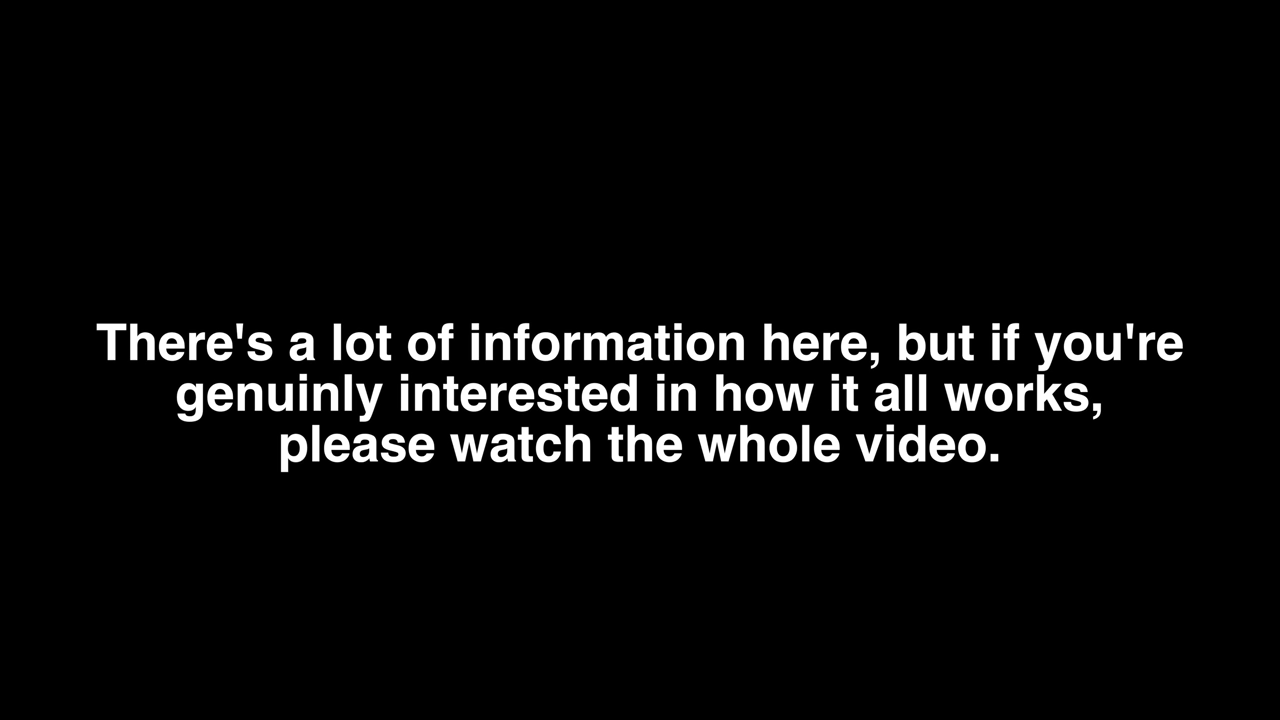 There's a lot of information here, but if you're
genuinly interested in how it all works,
please watch the whole video.